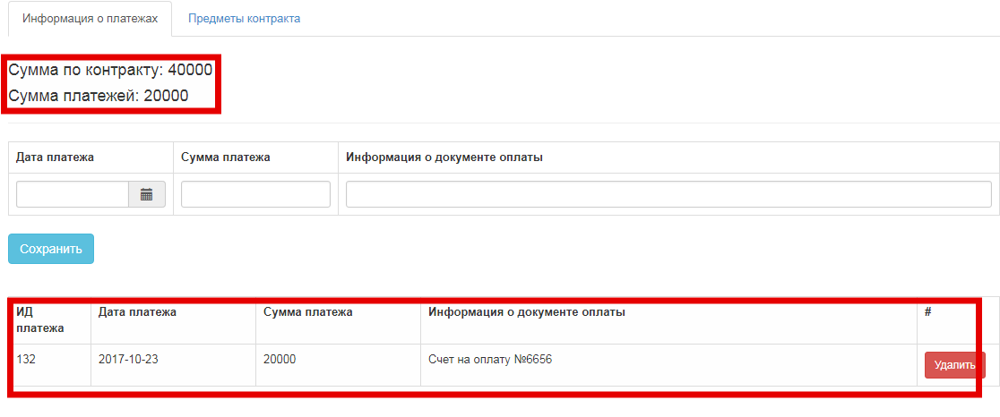 Информация о платежах Предметы контракта
Сумма по контракту: 40000
Сумма платежей: 20000
Дата платежа Сумма платежа Информация о документе оплаты
Сохранить
ИД платежа Дата платежа Сумма платежа Информация о документе оплаты #
132 2017-10-23 20000 Счет на оплату №6656 Удалить